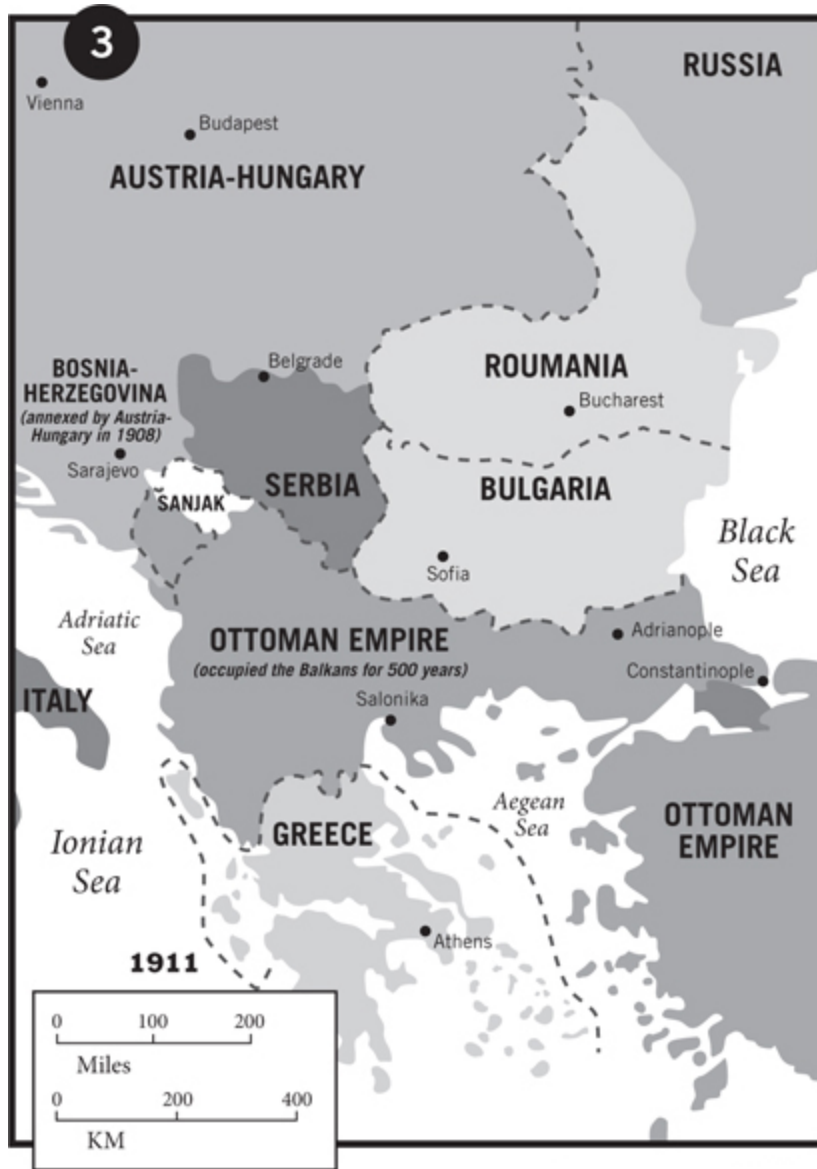 3
RUSSIA
Vienna
Budapest
AUSTRIA-HUNGARY
BOSNIA-
HERZEGOVINA
(annexed by Austria-
Hungary in 1908)
Sarajevo
Belgrade
ROUMANIA
Bucharest
SANJAK
SERBIA
BULGARIA
Sofia
Black
Sea
Adriatic
Sea
OTTOMAN EMPIRE
(occupied the Balkans for 500 years)
Adrianople
Constantinople
ITALY
Salonika
Aegean
Sea
OTTOMAN
EMPIRE
GREECE
Ionian
Sea
Athens
1911
0 100 200
Miles
0 200 400
KM